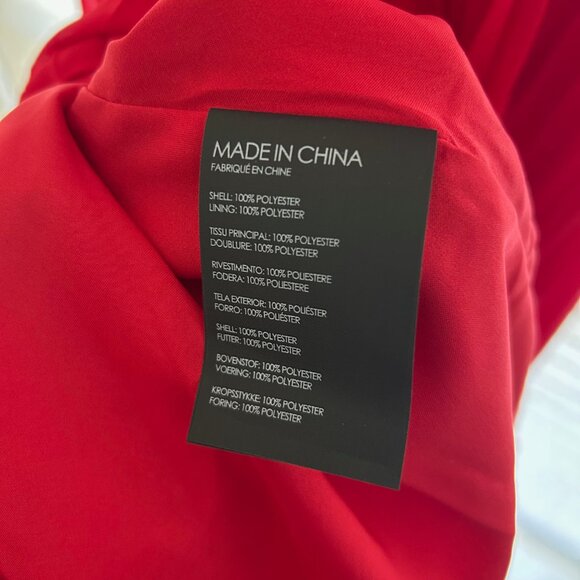 MADE IN CHINA
FABRIQUÉ EN CHINE
SHELL: 100% POLYESTER
LINING: 100% POLYESTER
TISSU PRINCIPAL: 100% POLYESTER
DOUBLURE: 100% POLYESTER
RIVESTIMENTO: 100% POLIESTERE
FODERA: 100% POLIESTERE
TELA EXTERIOR: 100% POLIÉSTER
FORRO: 100% POLIÉSTER
SHELL: 100% POLYESTER
FUTTER: 100% POLYESTER
BOVENSTOF: 100% POLYESTER
VOERING: 100% POLYESTER
KROPSSTYKKE: 100% POLYESTER
FORING: 100% POLYESTER